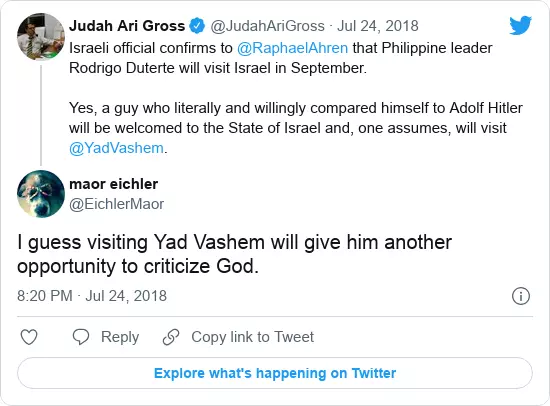 Judah Ari Gross @JudahAriGross · Jul 24, 2018
Israeli official confirms to @RaphaelAhren that Philippine leader
Rodrigo Duterte will visit Israel in September.
Yes, a guy who literally and willingly compared himself to Adolf Hitler
will be welcomed to the State of Israel and, one assumes, will visit
@YadVashem.
maor eichler
@EichlerMaor
I guess visiting Yad Vashem will give him another
opportunity to criticize God.
8:20 PM · Jul 24, 2018
Reply Copy link to Tweet
Explore what's happening on Twitter